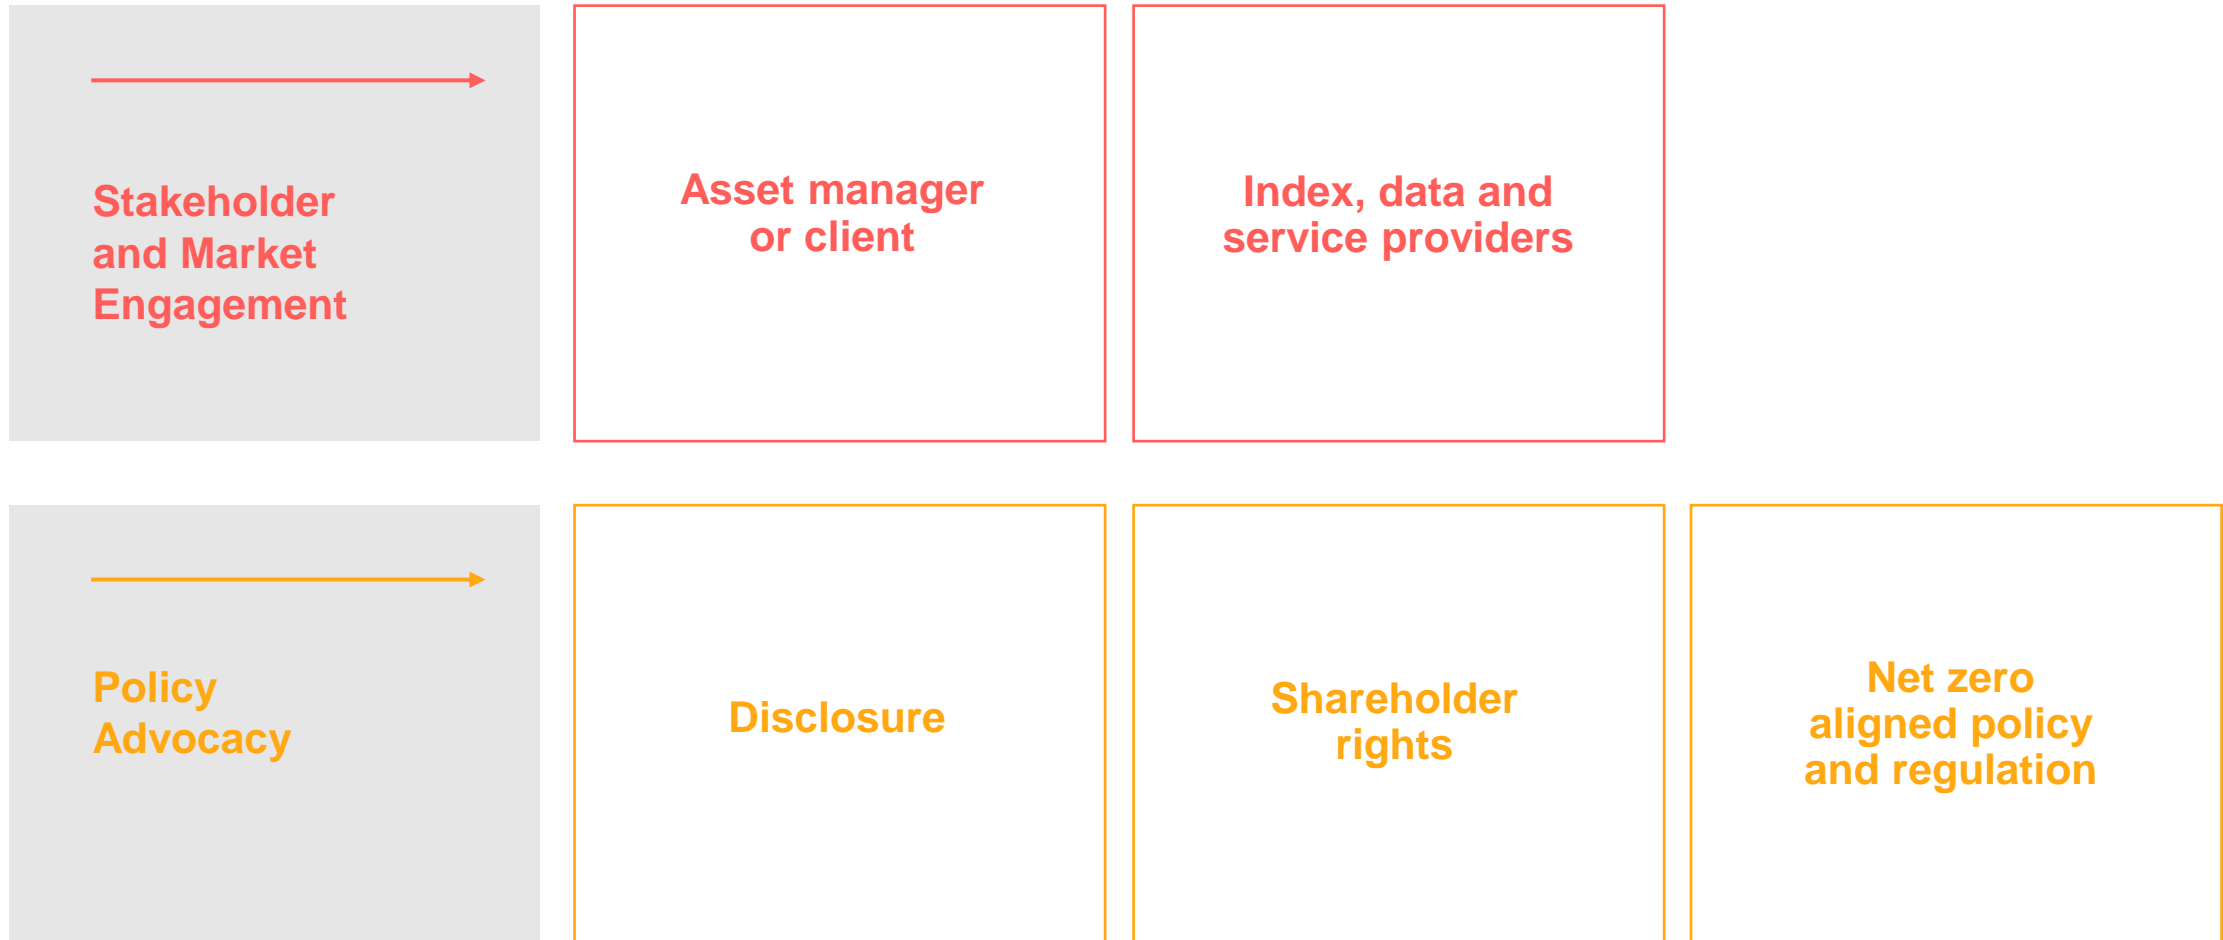 Stakeholder
and Market
Engagement
Asset manager
or client
Index, data and
service providers
Policy
Advocacy
Disclosure
Shareholder
rights
Net zero
aligned policy
and regulation